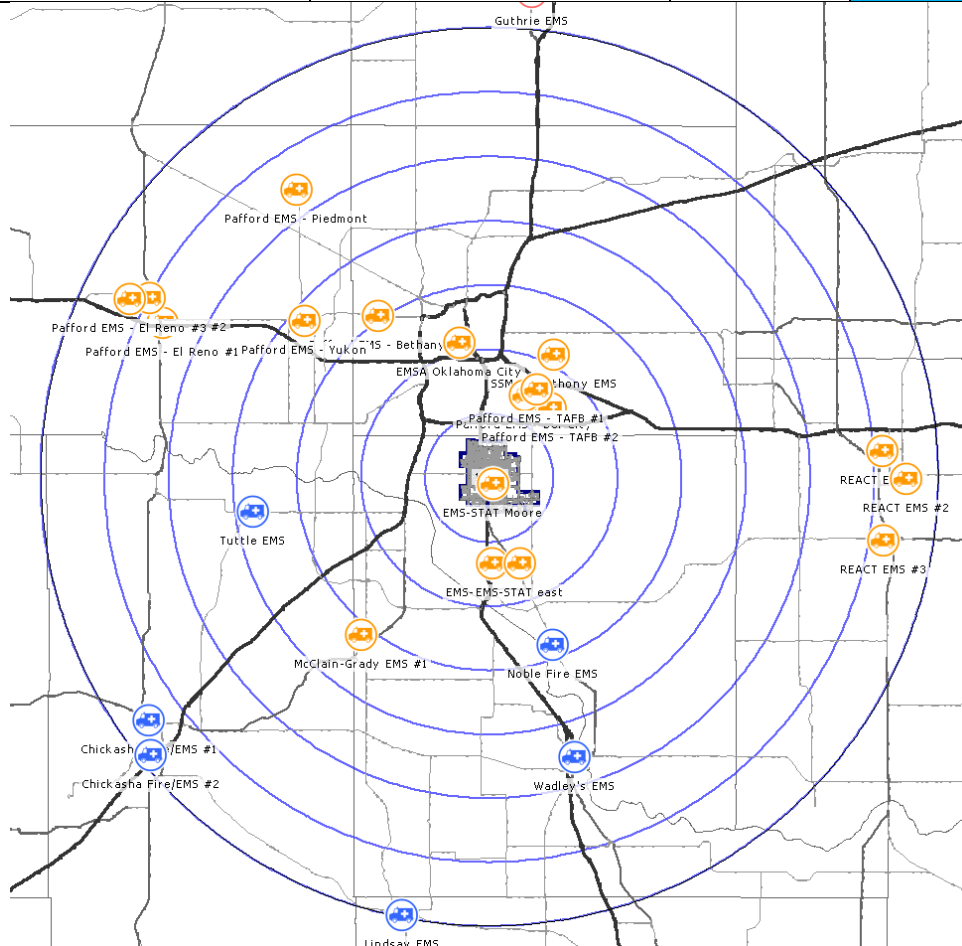 Guthrie EMS
Pafford EMS - Piedmont
Pafford EMS - El Reno #3 #2
Pafford EMS - El Reno #1
Pafford EMS - Yukon
EMS - Bethany
EMSA Oklahoma City
SSM
thony EMS
Pafford EMS - TAFB #1
Pafford EMS - TAFB #2
REACT E
REACT EMS #2
EMS-STAT Moore
Tuttle EMS
REACT EMS #3
EMS-EMS-STAT east
McClain-Grady EMS #1
Noble Fire EMS
Chickash
/EMS #1
Chickasha Fire/EMS #2
Wadley's EMS
Lindsay EMS